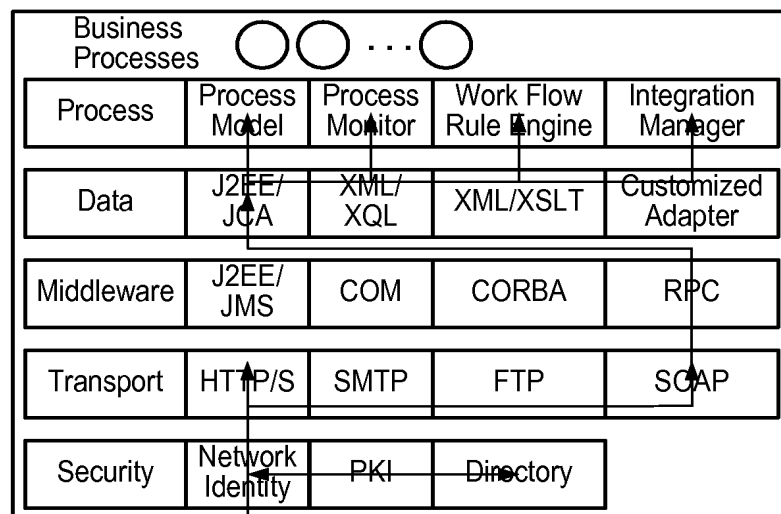 Business
Processes
. . .
Process
Process
Model
Process
Monitor
Work Flow
Rule Engine
Integration
Manager
Data
J2EE/
JCA
XML/
XQL
XML/XSLT
Customized
Adapter
Middleware
J2EE/
JMS
COM
CORBA
RPC
Transport
HTTP/S
SMTP
FTP
SOAP
Security
Network
Identity
PKI
Directory